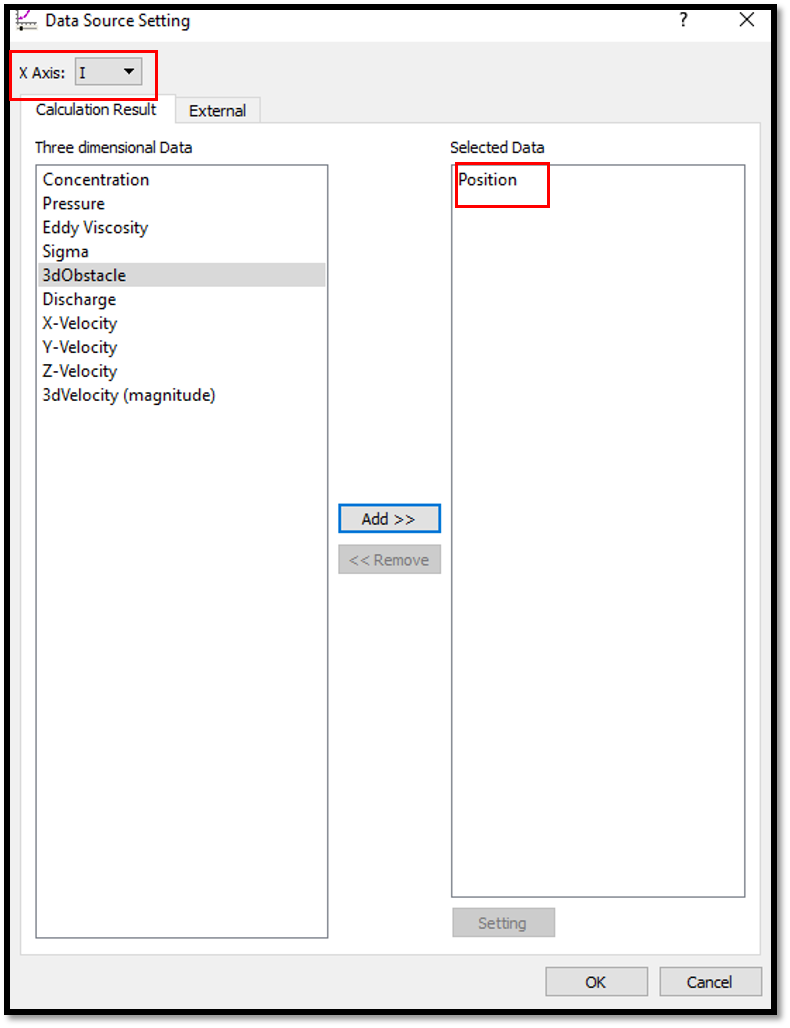 Data Source Setting
?
X Axis: I
Calculation Result
External
Three dimensional Data
Concentration
Pressure
Eddy Viscosity
Sigma
3dObstacle
Discharge
X-Velocity
Y-Velocity
Z-Velocity
3dVelocity (magnitude)
Add >>
<< Remove
Selected Data
Position
Setting
OK
Cancel